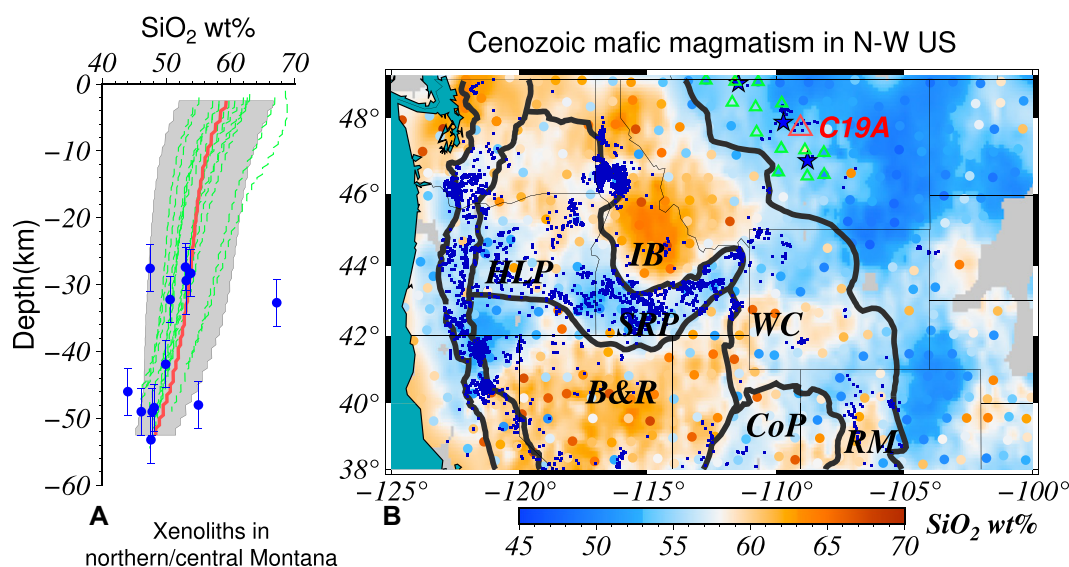 SiO2 wt%
40 50 60 70
0
−10
−20
−30
−40
−50
−60
Depth(km)
A
Xenoliths in
northern/central Montana
Cenozoic mafic magmatism in N-W US
48°
46°
44°
42°
40°
38°
−125° −120° −115° −110° −105° −100°
C19A
IB
HLP
SRP
WC
B&R
CoP
RM
B
45 50 55 60 65 70
SiO2 wt%